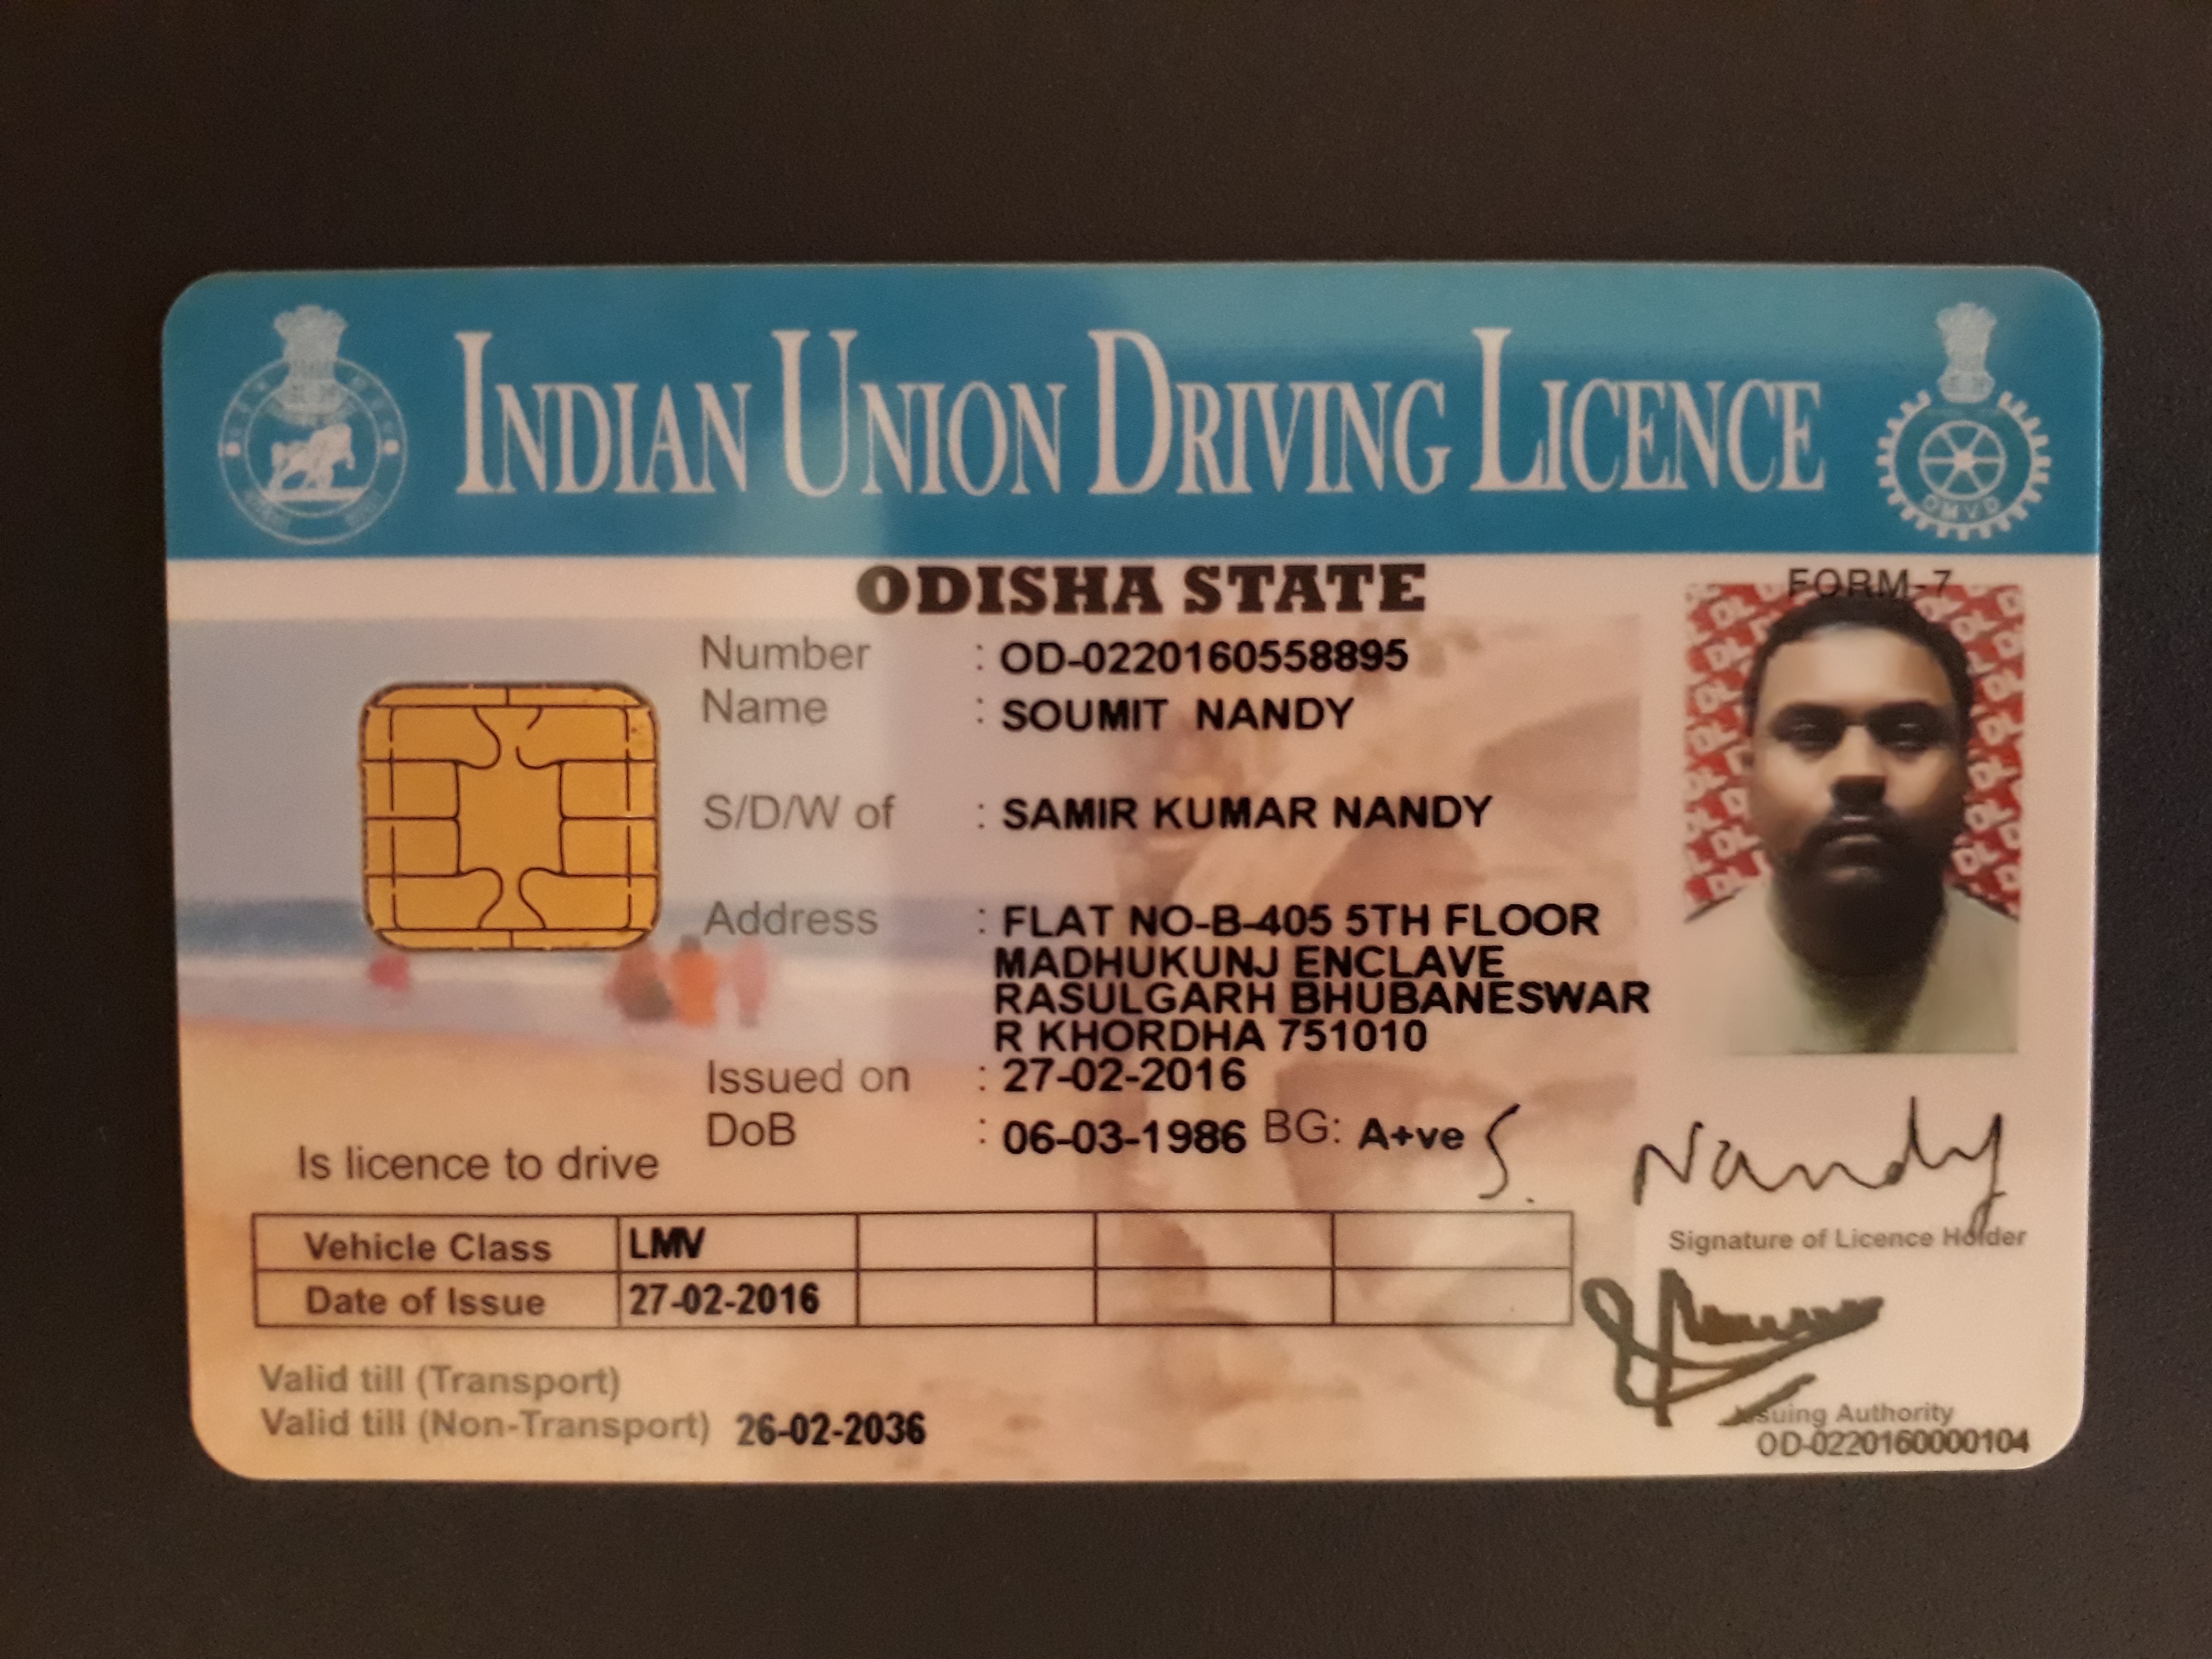 INDIAN UNION DRIVING LICENCE
OMVD
ODISHA STATE
FORM-7
Number : OD-0220160558895
Name : SOUMIT NANDY
S/D/W of : SAMIR KUMAR NANDY
Address : FLAT NO-B-405 5TH FLOOR
MADHUKUNJ ENCLAVE
RASULGARH BHUBANESWAR
R KHORDHA 751010
Issued on : 27-02-2016
DoB : 06-03-1986 BG: A+ve
S. Nandy
Is licence to drive
Signature of Licence Holder
Vehicle Class LMV
Date of Issue 27-02-2016
Valid till (Transport)
Valid till (Non-Transport) 26-02-2036
Issuing Authority
OD-0220160000104